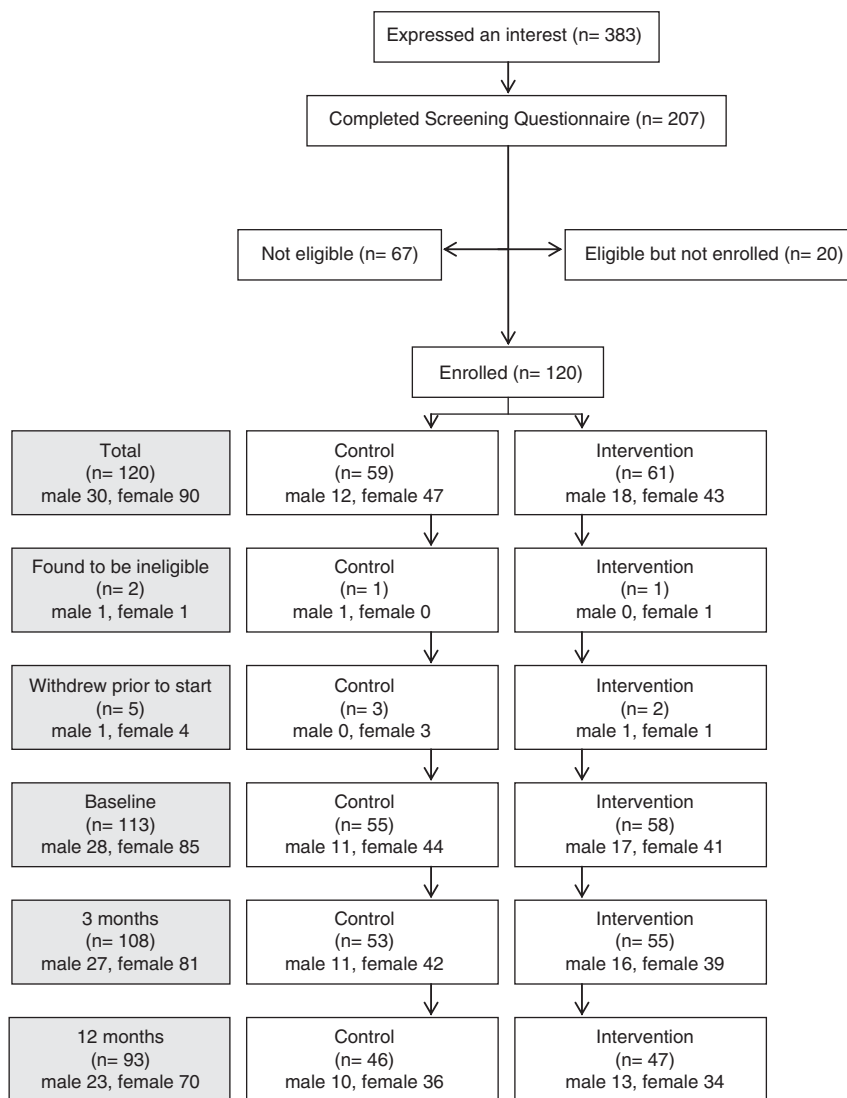 Expressed an interest (n= 383)
Completed Screening Questionnaire (n= 207)
Not eligible (n= 67)
Eligible but not enrolled (n= 20)
Enrolled (n= 120)
Total
(n= 120)
male 30, female 90
Control
(n= 59)
male 12, female 47
Intervention
(n= 61)
male 18, female 43
Found to be ineligible
(n= 2)
male 1, female 1
Control
(n= 1)
male 1, female 0
Intervention
(n= 1)
male 0, female 1
Withdrew prior to start
(n= 5)
male 1, female 4
Control
(n= 3)
male 0, female 3
Intervention
(n= 2)
male 1, female 1
Baseline
(n= 113)
male 28, female 85
Control
(n= 55)
male 11, female 44
Intervention
(n= 58)
male 17, female 41
3 months
(n= 108)
male 27, female 81
Control
(n= 53)
male 11, female 42
Intervention
(n= 55)
male 16, female 39
12 months
(n= 93)
male 23, female 70
Control
(n= 46)
male 10, female 36
Intervention
(n= 47)
male 13, female 34